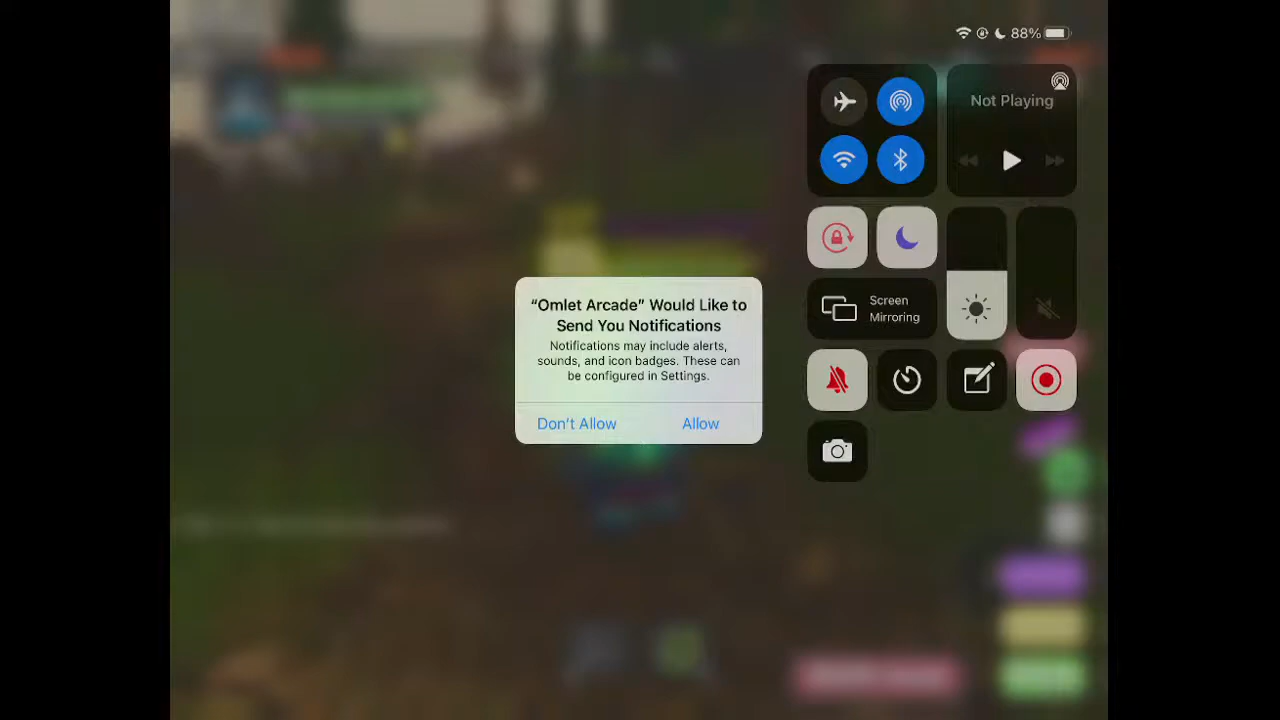 88%
Not Playing
Screen
Mirroring
“Omlet Arcade” Would Like to
Send You Notifications
Notifications may include alerts,
sounds, and icon badges. These can
be configured in Settings.
Don’t Allow
Allow